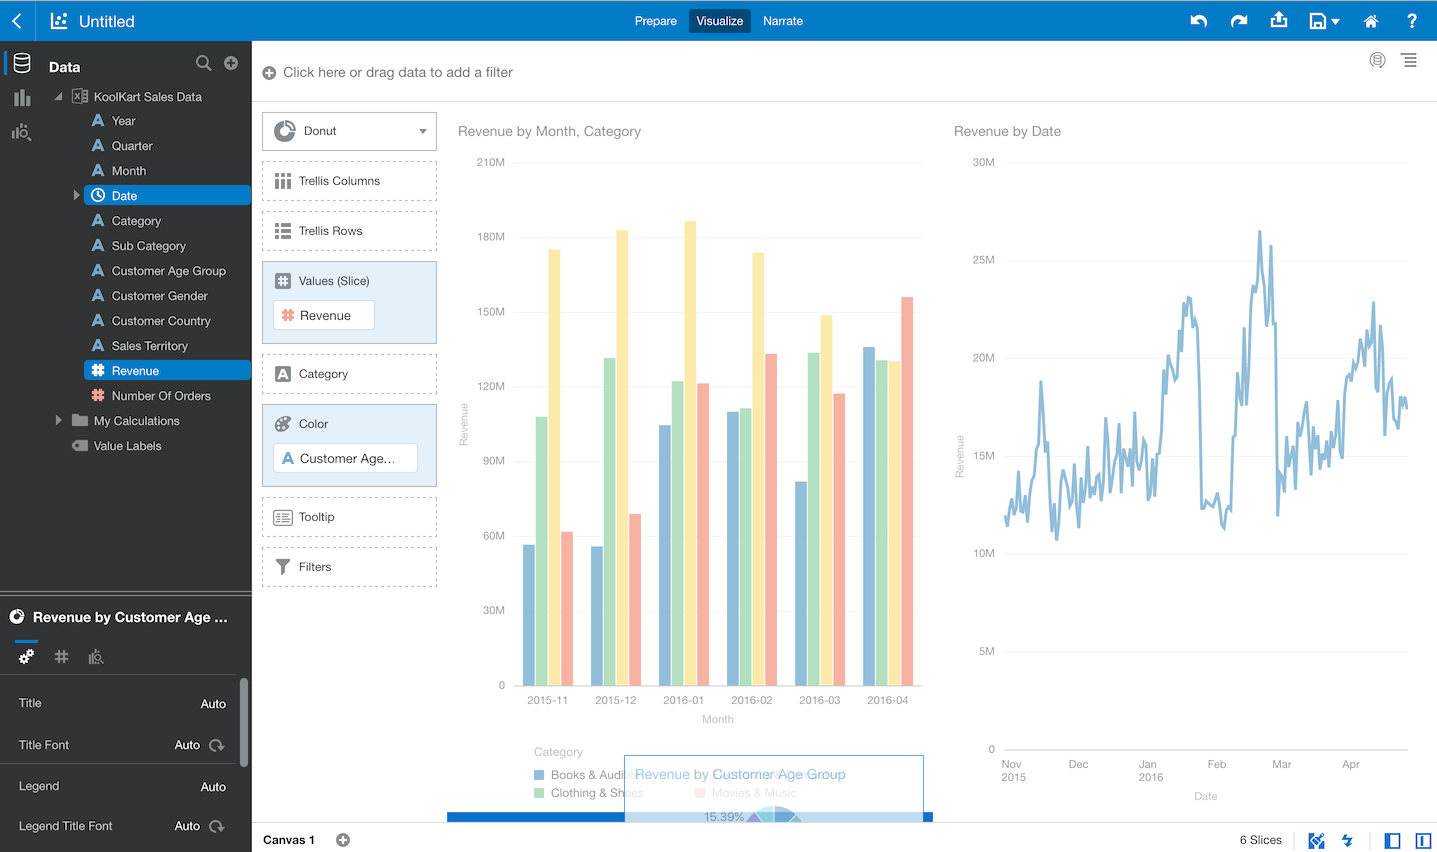 Untitled
Prepare
Visualize
Narrate
?
Data
KoolKart Sales Data
A Year
A Quarter
A Month
Date
A Category
A Sub Category
A Customer Age Group
A Customer Gender
A Customer Country
A Sales Territory
# Revenue
# Number Of Orders
My Calculations
Value Labels
Revenue by Customer Age ...
#
Title Auto
Title Font Auto
Legend Auto
Legend Title Font Auto
Click here or drag data to add a filter
Donut
Trellis Columns
Trellis Rows
# Values (Slice)
# Revenue
A Category
Color
A Customer Age...
Tooltip
Filters
Revenue by Month, Category
210M
180M
150M
120M
90M
60M
30M
0
Revenue
2015-11 2015-12 2016-01 2016-02 2016-03 2016-04
Month
Category
Books & Audi
Clothing & Shoes
Movies & Music
Revenue by Customer Age Group
15.39%
Revenue by Date
30M
25M
20M
15M
10M
5M
0
Revenue
Nov Dec Jan Feb Mar Apr
2015 2016
Date
Canvas 1
6 Slices